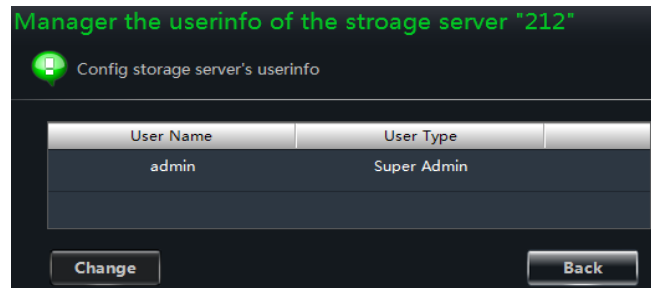 Manager the userinfo of the stroage server "212"
Config storage server's userinfo
User Name User Type
admin Super Admin
Change Back